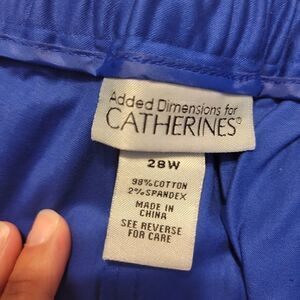 Added Dimensions for
CATHERINES®
28W
98% COTTON
2% SPANDEX
MADE IN
CHINA
SEE REVERSE
FOR CARE